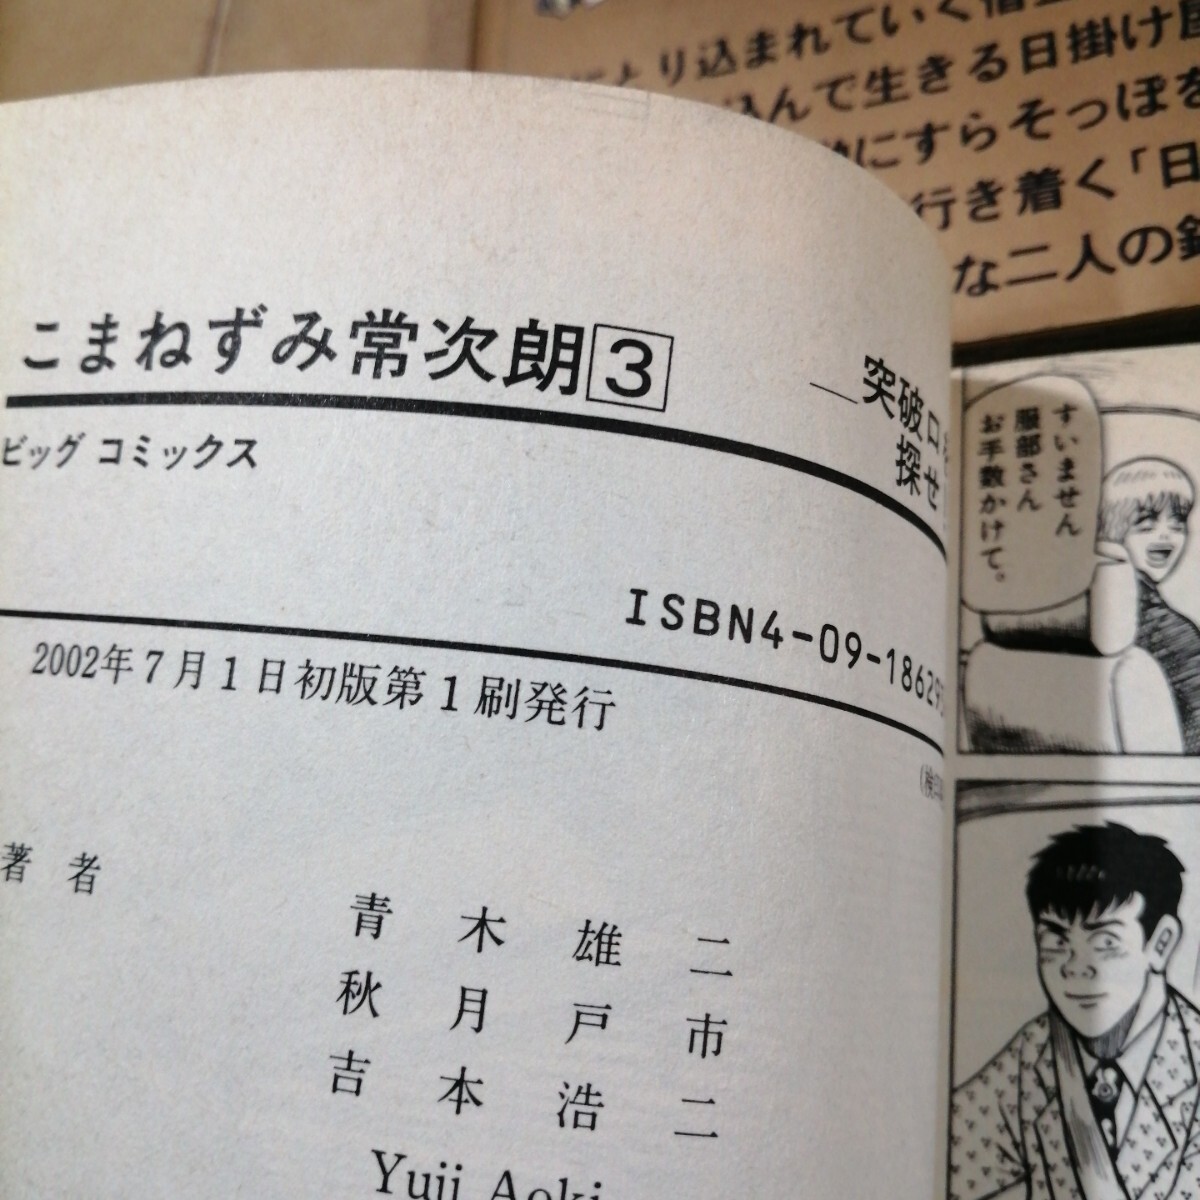 とり込まれていく借
込んで生きる日掛け屋
にすらそっぽを
行き着く「日
な二人の
こまねずみ常次朗3
突破口を
探せ
ビッグ コミックス
ISBN4-09-18629
2002年7月1日初版第1刷発行
著者
青木雄二
秋月戸市
吉本浩二
Yuji Aoki
すいません
服部さん
お手数かけて。